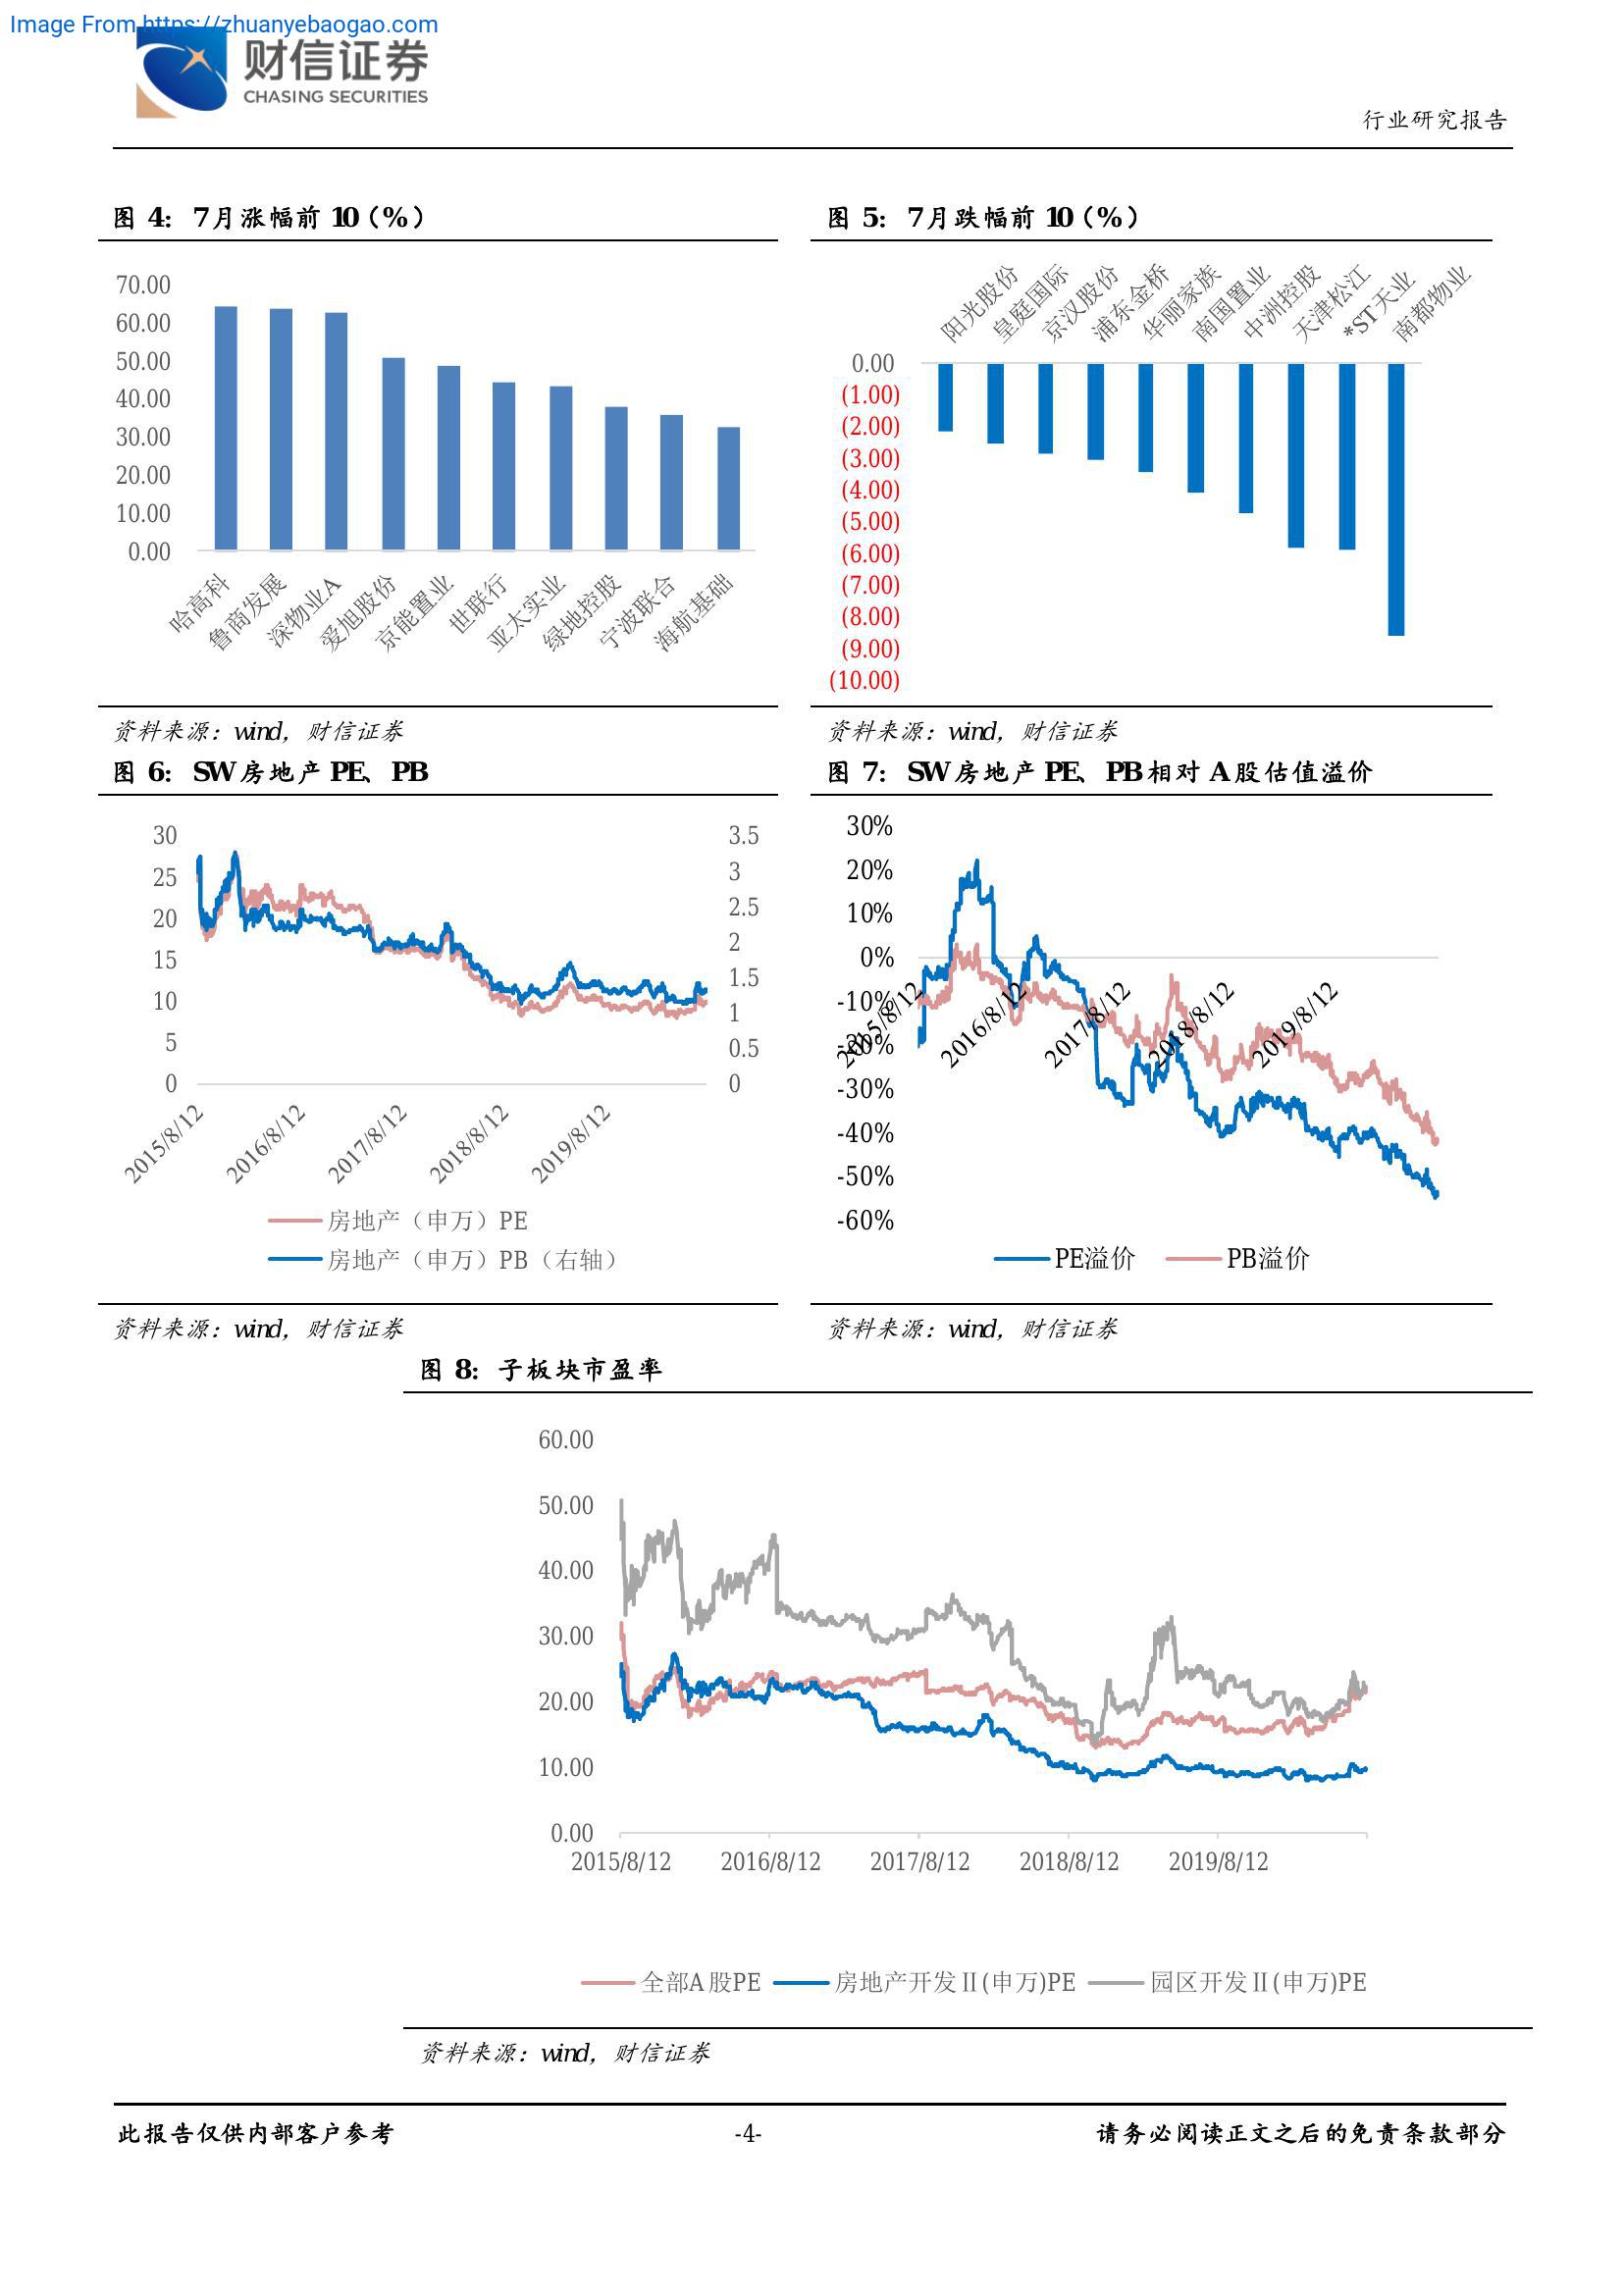 Image From https://zhuanyebaogao.com
财信证券
CHASING SECURITIES
行业研究报告
图 4: 7月涨幅前 10（%）
70.00
60.00
50.00
40.00
30.00
20.00
10.00
0.00
哈高科
鲁商发展
深物业A
爱旭股份
京能置业
世联行
亚太实业
绿地控股
宁波联合
海航基础
资料来源：wind，财信证券
图 5: 7月跌幅前 10（%）
阳光股份
皇庭国际
京汉股份
浦东金桥
华丽家族
南国置业
中洲控股
天津松江
*ST天业
南都物业
0.00
(1.00)
(2.00)
(3.00)
(4.00)
(5.00)
(6.00)
(7.00)
(8.00)
(9.00)
(10.00)
资料来源：wind，财信证券
图 6: SW 房地产 PE、PB
30
25
20
15
10
5
0
3.5
3
2.5
2
1.5
1
0.5
0
2015/8/12
2016/8/12
2017/8/12
2018/8/12
2019/8/12
房地产（申万）PE
房地产（申万）PB（右轴）
资料来源：wind，财信证券
图 7: SW 房地产 PE、PB 相对 A 股估值溢价
30%
20%
10%
0%
-10%
-20%
-30%
-40%
-50%
-60%
2015/8/12
2016/8/12
2017/8/12
2018/8/12
2019/8/12
PE溢价
PB溢价
资料来源：wind，财信证券
图 8: 子板块市盈率
60.00
50.00
40.00
30.00
20.00
10.00
0.00
2015/8/12
2016/8/12
2017/8/12
2018/8/12
2019/8/12
全部A股PE
房地产开发Ⅱ(申万)PE
园区开发Ⅱ(申万)PE
资料来源：wind，财信证券
此报告仅供内部客户参考
-4-
请务必阅读正文之后的免责条款部分